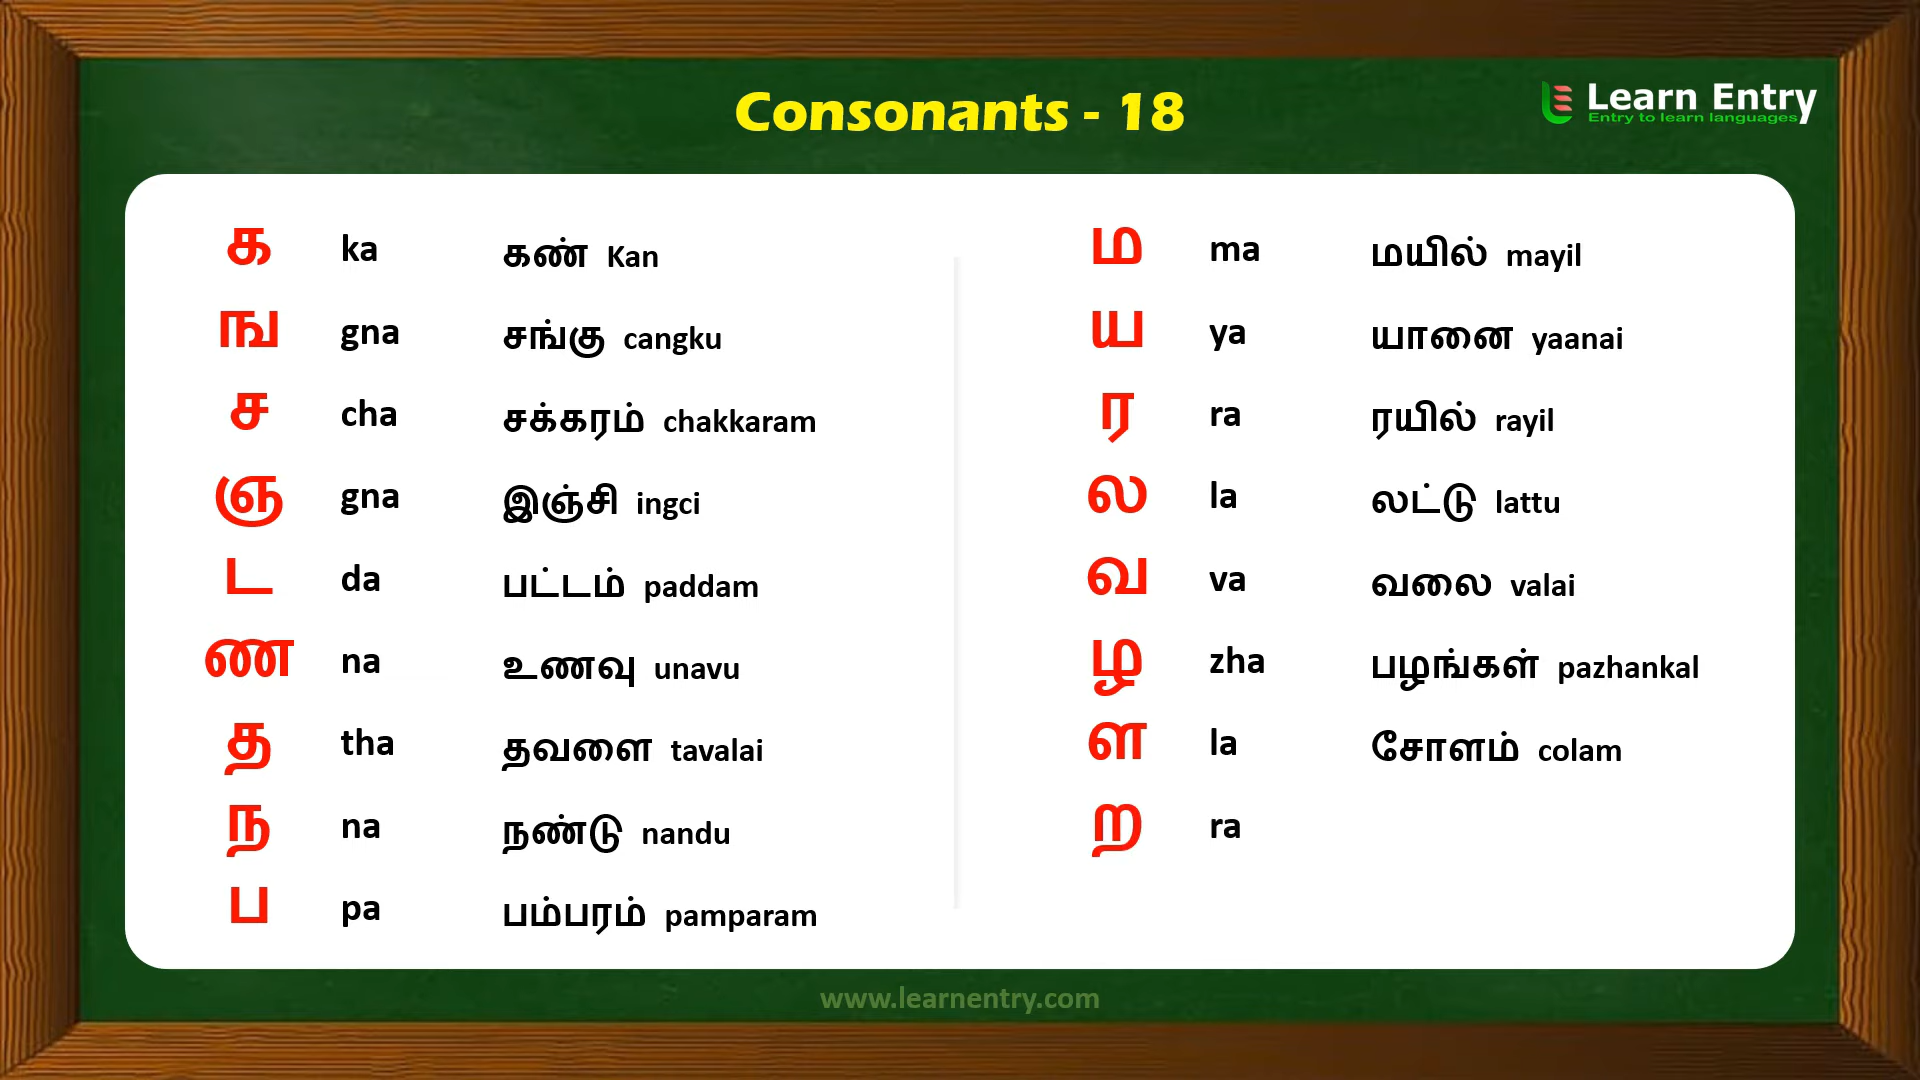 Consonants - 18
Learn Entry
Entry to learn languages
க ka கண் Kan
ங gna சங்கு cangku
ச cha சக்கரம் chakkaram
ஞ gna இஞ்சி ingci
ட da பட்டம் paddam
ண na உணவு unavu
த tha தவளை tavalai
ந na நண்டு nandu
ப pa பம்பரம் pamparam
ம ma மயில் mayil
ய ya யானை yaanai
ர ra ரயில் rayil
ல la லட்டு lattu
வ va வலை valai
ழ zha பழங்கள் pazhankal
ள la சோளம் colam
ற ra
www.learnentry.com